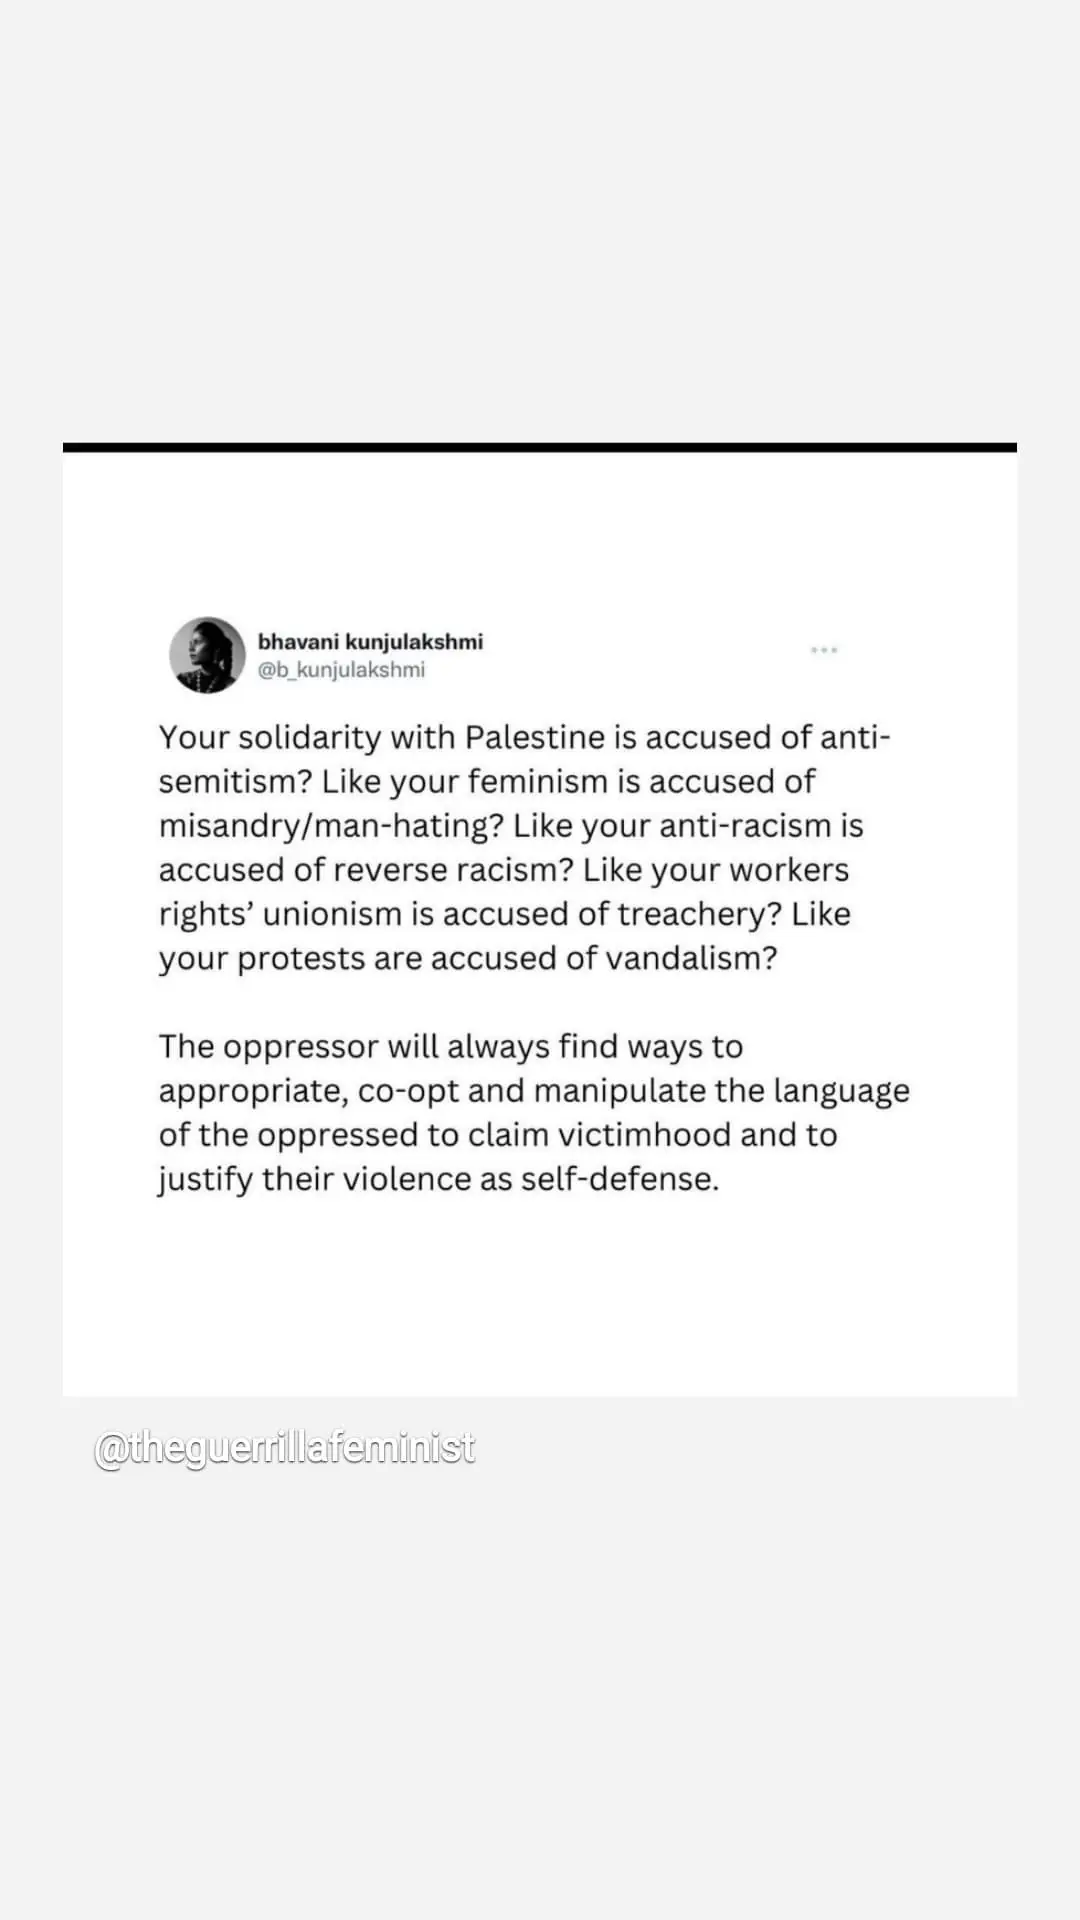 bhavani kunjulakshmi
@b_kunjulakshmi
Your solidarity with Palestine is accused of anti-
semitism? Like your feminism is accused of
misandry/man-hating? Like your anti-racism is
accused of reverse racism? Like your workers
rights’ unionism is accused of treachery? Like
your protests are accused of vandalism?
The oppressor will always find ways to
appropriate, co-opt and manipulate the language
of the oppressed to claim victimhood and to
justify their violence as self-defense.
@theguerrillafeminist